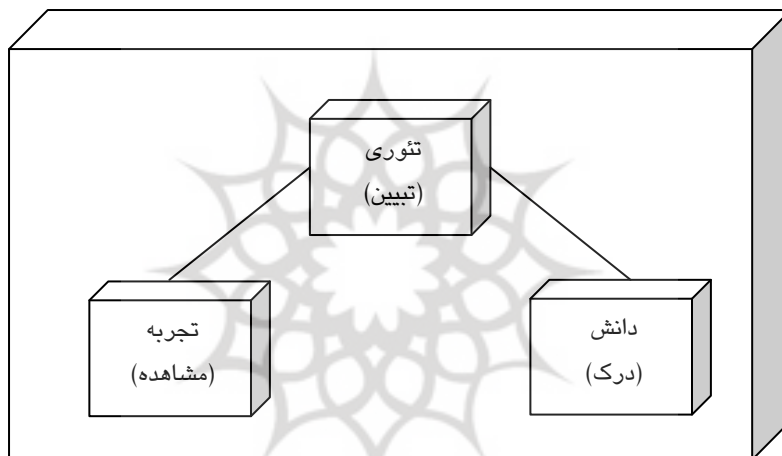 تئوری
(تبیین)
دانش
(درک)
تجربه
(مشاهده)